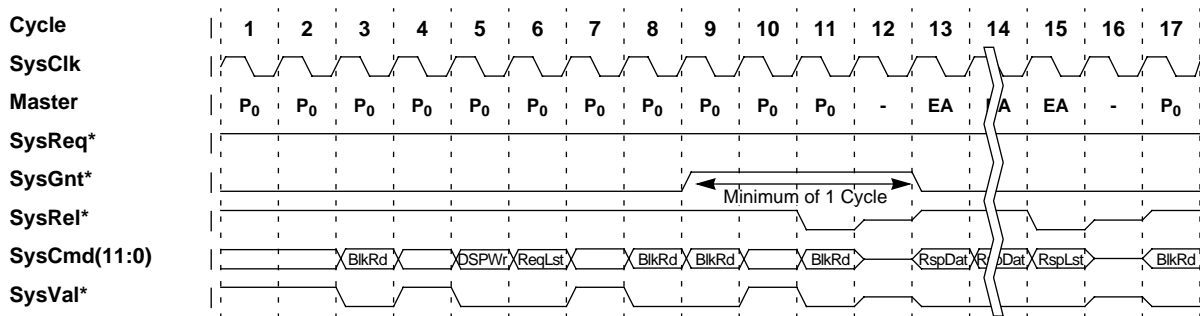 Cycle 1 2 3 4 5 6 7 8 9 10 11 12 13 14 15 16 17
SysClk
Master P0 P0 P0 P0 P0 P0 P0 P0 P0 P0 P0 - EA EA - P0
SysReq*
SysGnt* Minimum of 1 Cycle
SysRel*
SysCmd(11:0) BlkRd DSPWr ReqLst BlkRd BlkRd BlkRd RspDat RspLst BlkRd
SysVal*